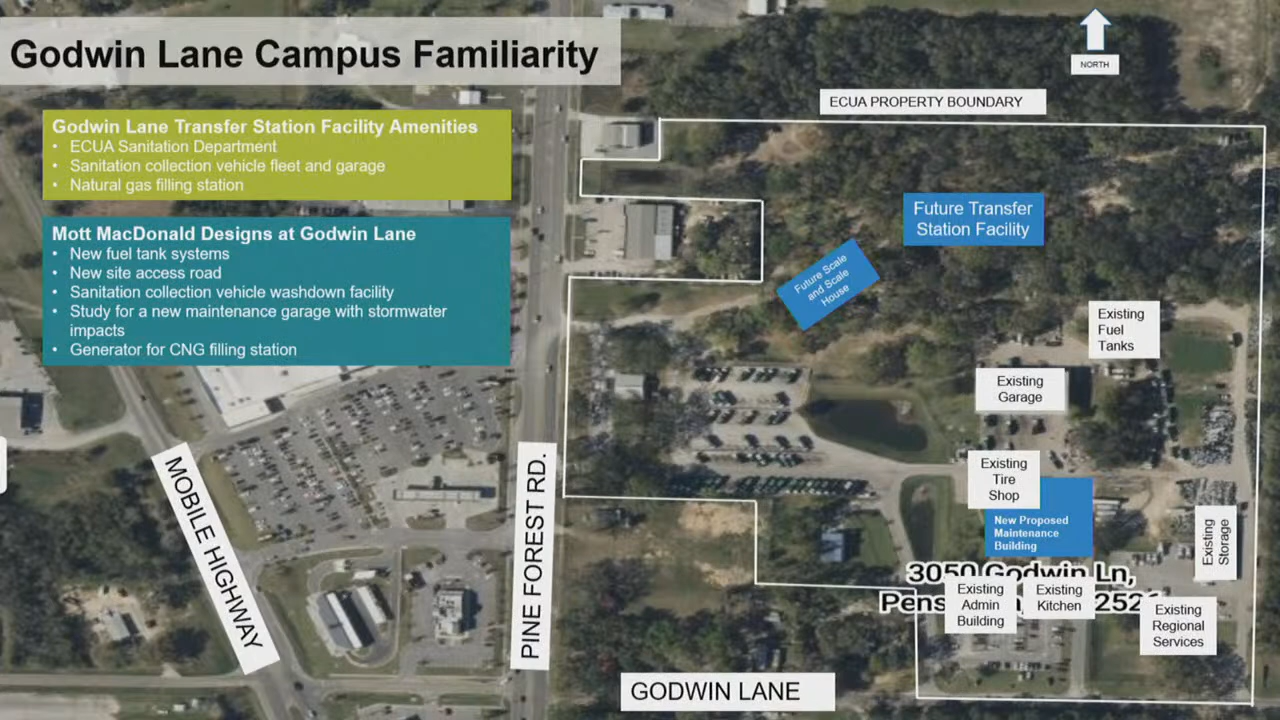 Godwin Lane Campus Familiarity
NORTH
ECUA PROPERTY BOUNDARY
Godwin Lane Transfer Station Facility Amenities
• ECUA Sanitation Department
• Sanitation collection vehicle fleet and garage
• Natural gas filling station
Mott MacDonald Designs at Godwin Lane
• New fuel tank systems
• New site access road
• Sanitation collection vehicle washdown facility
• Study for a new maintenance garage with stormwater
impacts
• Generator for CNG filling station
Future Transfer
Station Facility
Future Scale
and Scale
House
Existing
Fuel
Tanks
Existing
Garage
Existing
Tire
Shop
New Proposed
Maintenance
Building
Existing
Storage
3050 Godwin Ln,
Existing
Admin
Building
Existing
Kitchen
Existing
Regional
Services
MOBILE HIGHWAY
PINE FOREST RD.
GODWIN LANE